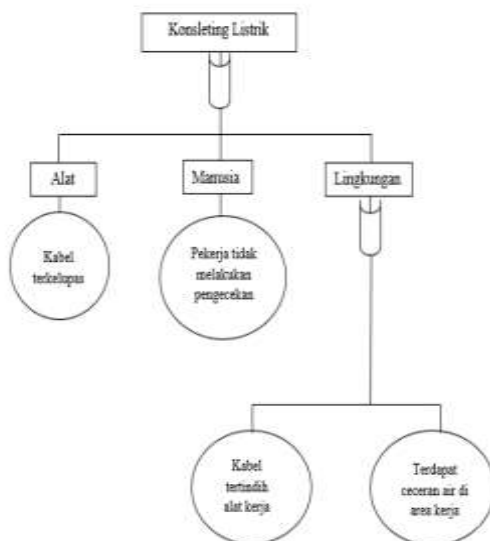 Konsleting Listrik
Alat
Manusia
Lingkungan
Kabel
terkelupas
Pekerja tidak
melakukan
pengecekan
Kabel
tertindih
alat kerja
Terdapat
ceceran air di
area kerja